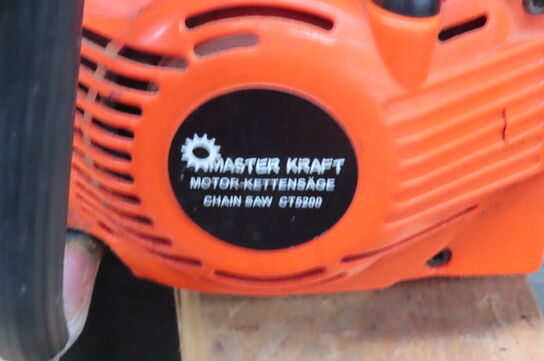 MASTER KRAFT
MOTOR-KETTENSÄGE
CHAIN SAW CT5200